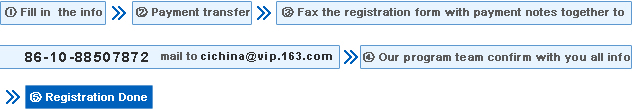 ① Fill in the info ② Payment transfer ③ Fax the registration form with payment notes together to
86-10-88507872 mail to cichina@vip.163.com ④ Our program team confirm with you all info
⑤ Registration Done